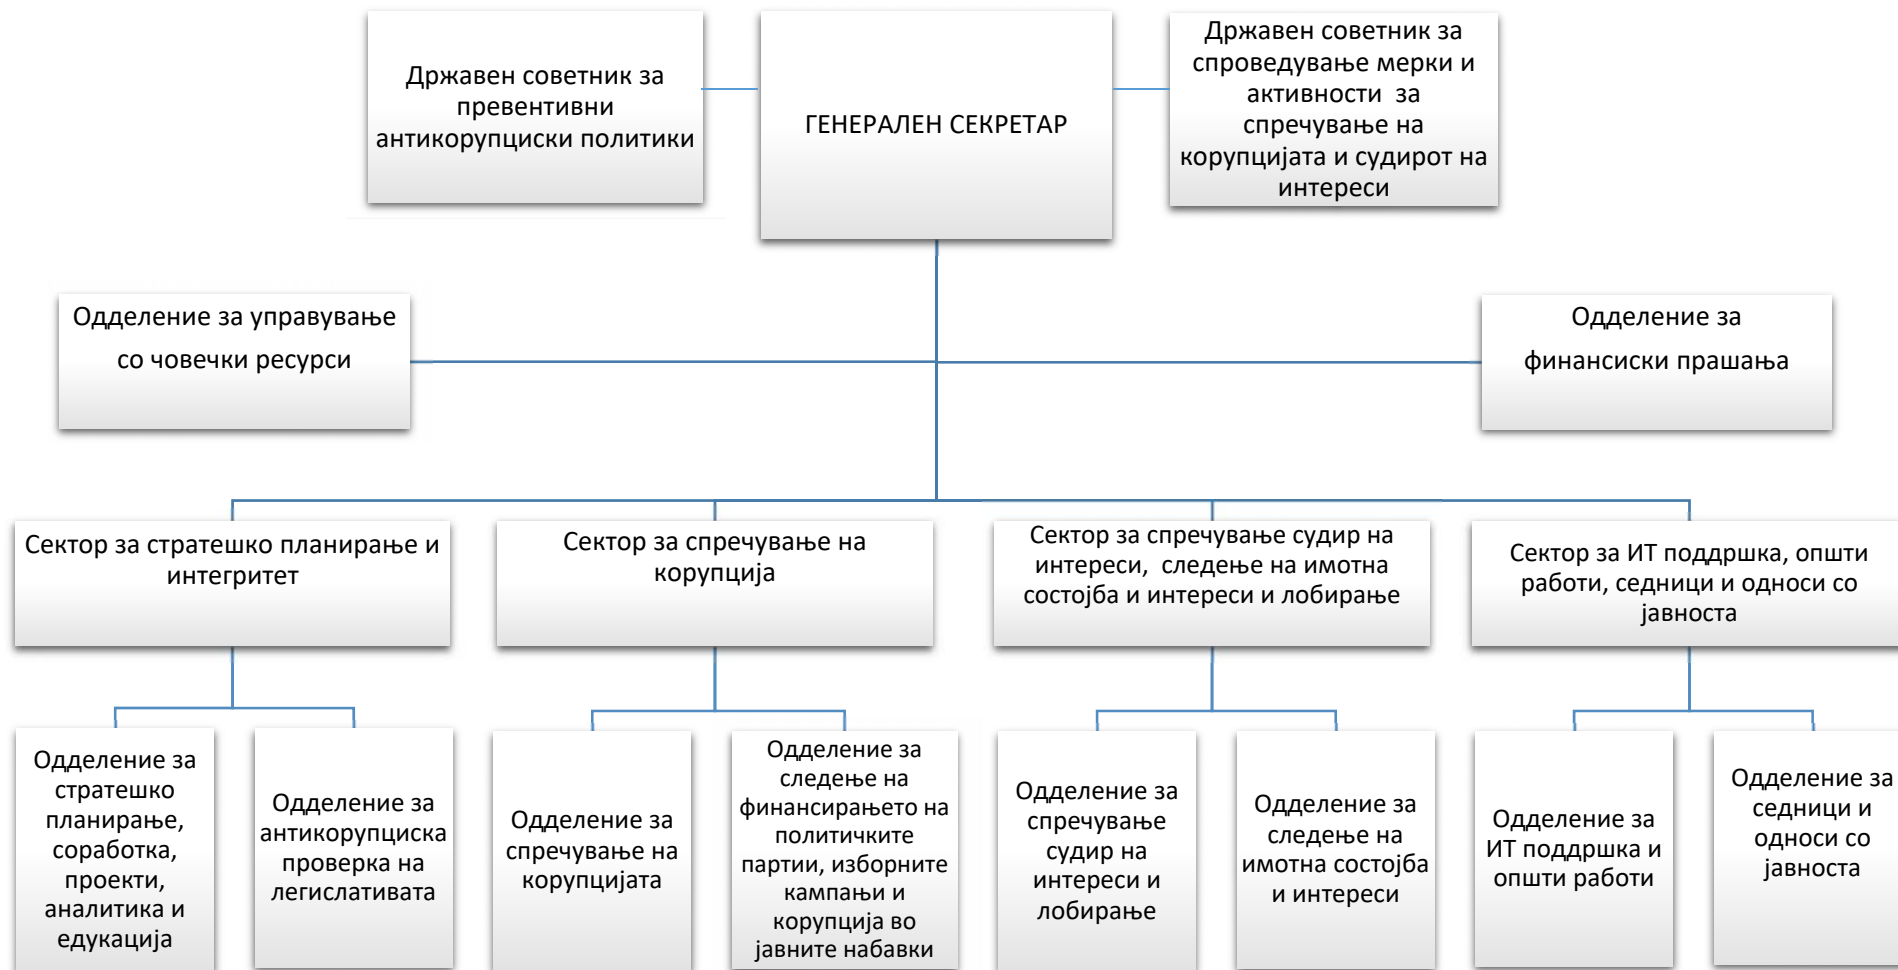 Државен советник за
превентивни
антикорупциски политики
ГЕНЕРАЛЕН СЕКРЕТАР
Државен советник за
спроведување мерки и
активности за
спречување на
корупцијата и судирот на
интереси
Одделение за управување
со човечки ресурси
Одделение за
финансиски прашања
Сектор за стратешко планирање и
интегритет
Сектор за спречување на
корупција
Сектор за спречување судир на
интереси, следење на имотна
состојба и интереси и лобирање
Сектор за ИТ поддршка, општи
работи, седници и односи со
јавноста
Одделение за
стратешко
планирање,
соработка,
проекти,
аналитика и
едукација
Одделение за
антикорупциска
проверка на
легислативата
Одделение за
спречување на
корупцијата
Одделение за
следење на
финансирањето на
политичките
партии, изборните
кампањи и
корупција во
јавните набавки
Одделение за
спречување
судир на
интереси и
лобирање
Одделение за
следење на
имотна состојба
и интереси
Одделение за
ИТ поддршка и
општи работи
Одделение за
седници и
односи со
јавноста